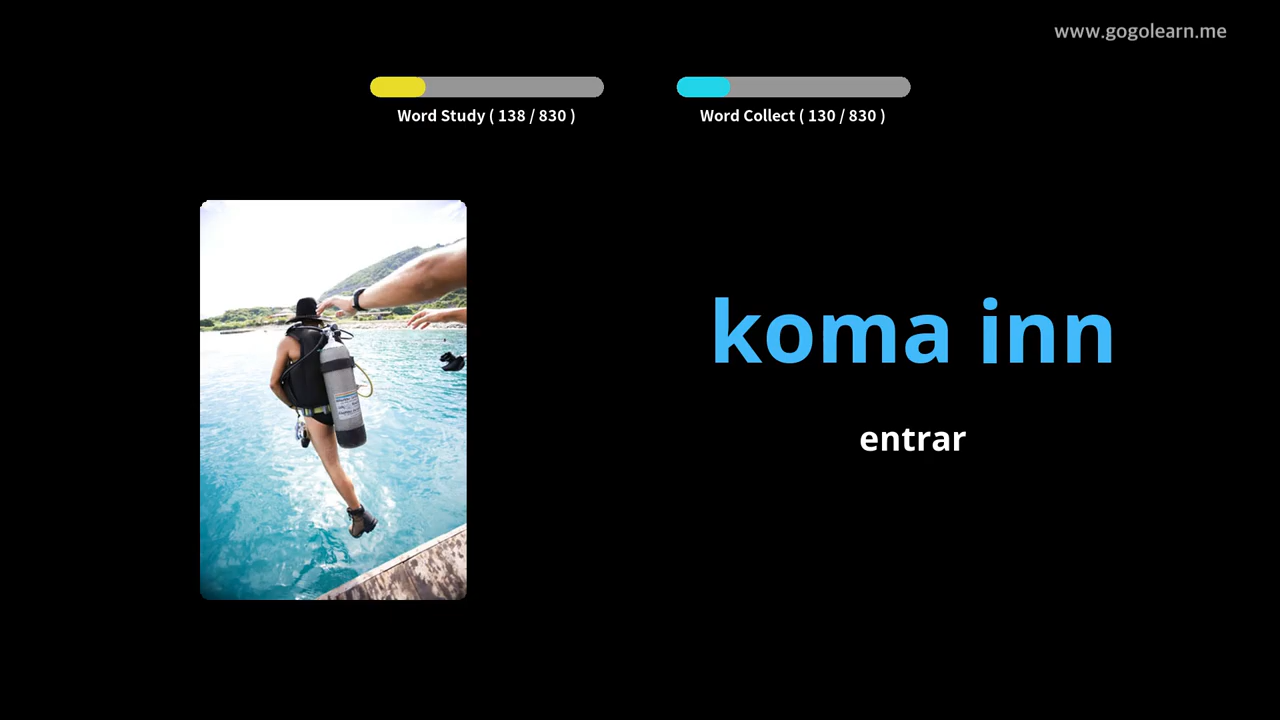 www.gogolearn.me
Word Study ( 138 / 830 )
Word Collect ( 130 / 830 )
koma inn
entrar